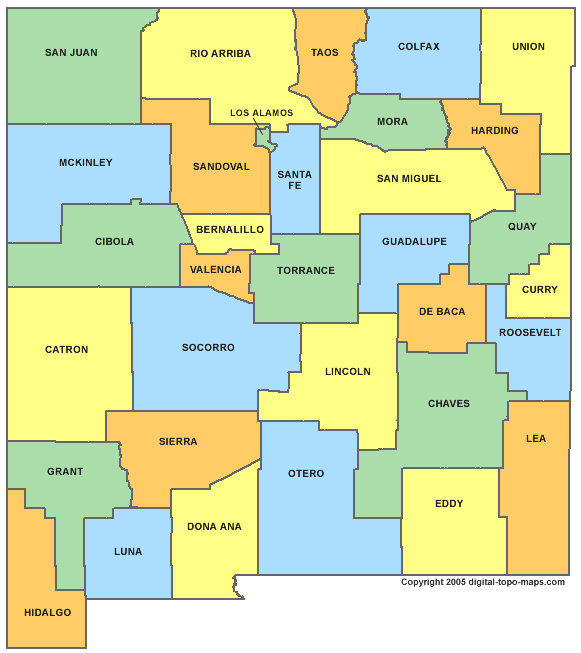 SAN JUAN
RIO ARRIBA
TAOS
COLFAX
UNION
LOS ALAMOS
MORA
HARDING
MCKINLEY
SANDOVAL
SANTA
FE
SAN MIGUEL
QUAY
CIBOLA
BERNALILLO
GUADALUPE
VALENCIA
TORRANCE
CURRY
DE BACA
ROOSEVELT
CATRON
SOCORRO
LINCOLN
CHAVES
SIERRA
LEA
GRANT
OTERO
EDDY
DONA ANA
LUNA
Copyright 2005 digital-topo-maps.com
HIDALGO